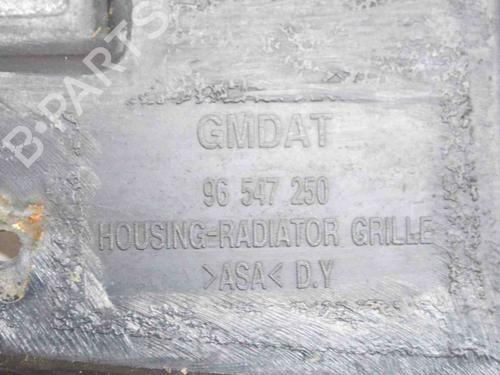 B-PARTS
GMDAT
96 547 250
HOUSING-RADIATOR GRILLE
>ASA< D.Y